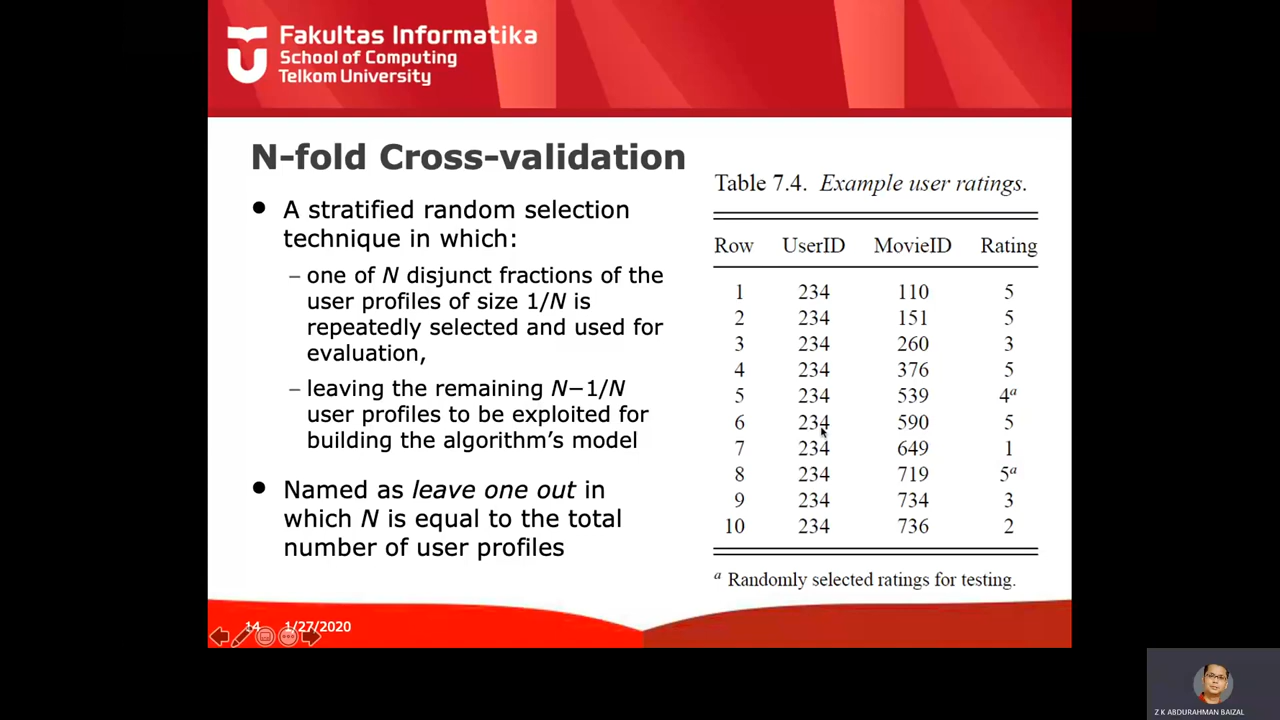 Fakultas Informatika
School of Computing
Telkom University
N-fold Cross-validation
• A stratified random selection
technique in which:
– one of N disjunct fractions of the
user profiles of size 1/N is
repeatedly selected and used for
evaluation,
– leaving the remaining N−1/N
user profiles to be exploited for
building the algorithm's model
• Named as leave one out in
which N is equal to the total
number of user profiles
Table 7.4. Example user ratings.
Row UserID MovieID Rating
1 234 110 5
2 234 151 5
3 234 260 3
4 234 376 5
5 234 539 4ᵃ
6 234 590 5
7 234 649 1
8 234 719 5ᵃ
9 234 734 3
10 234 736 2
ᵃ Randomly selected ratings for testing.
14 1/27/2020
Z K ABDURAHMAN BAIZAL